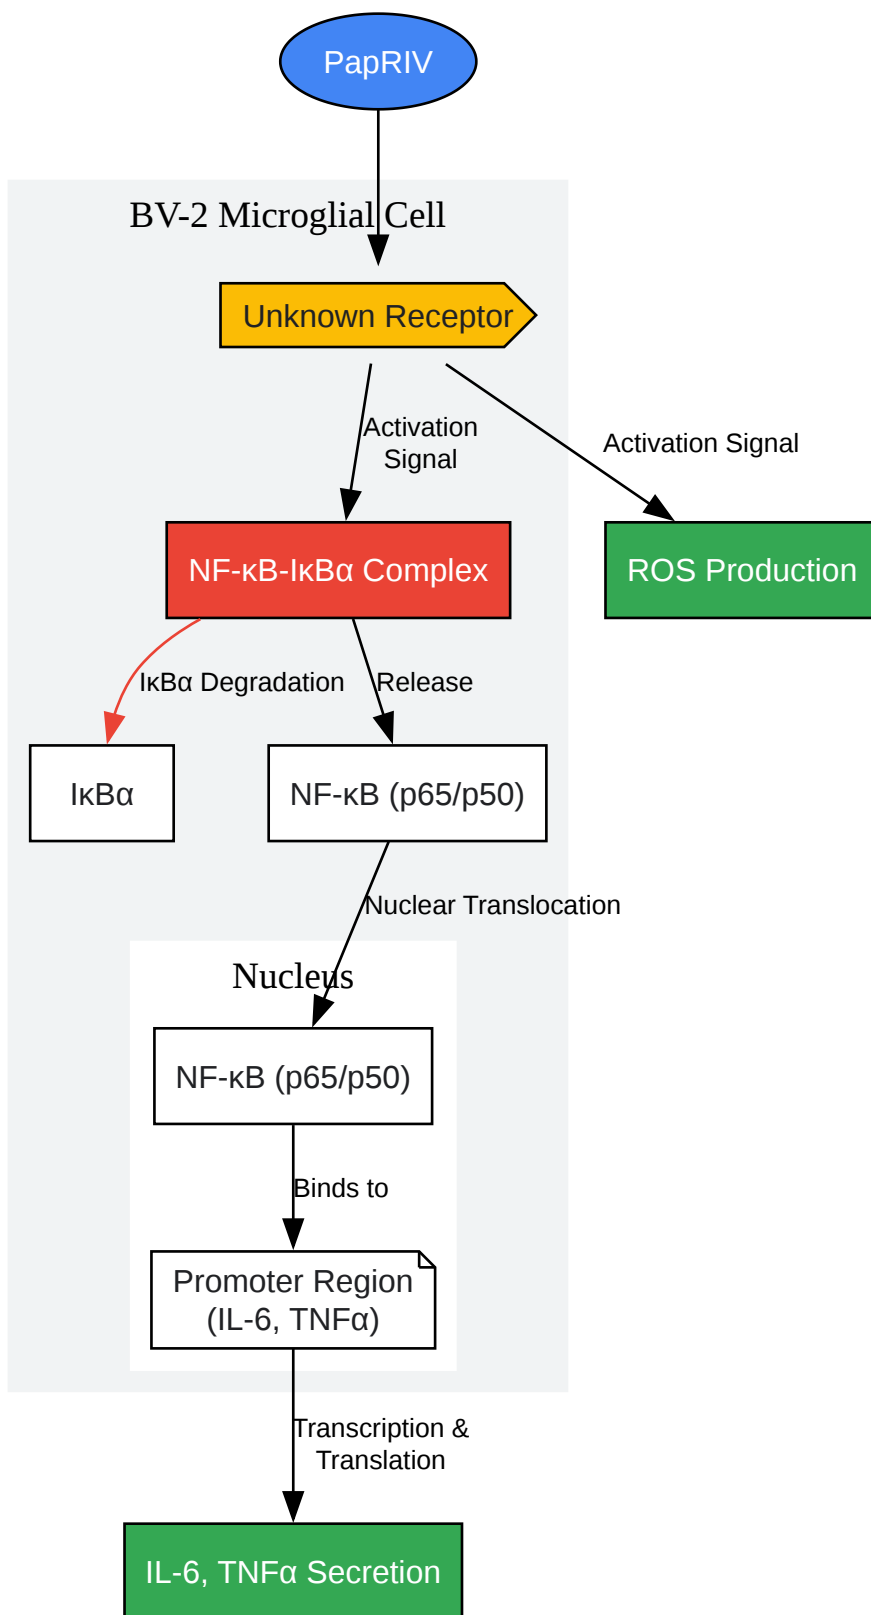 PapRIV
BV-2 Microglial Cell
Unknown Receptor
Activation
Signal
Activation Signal
NF-κB-IκBα Complex
ROS Production
IκBα Degradation
Release
IκBα
NF-κB (p65/p50)
Nuclear Translocation
Nucleus
NF-κB (p65/p50)
Binds to
Promoter Region
(IL-6, TNFα)
Transcription &
Translation
IL-6, TNFα Secretion